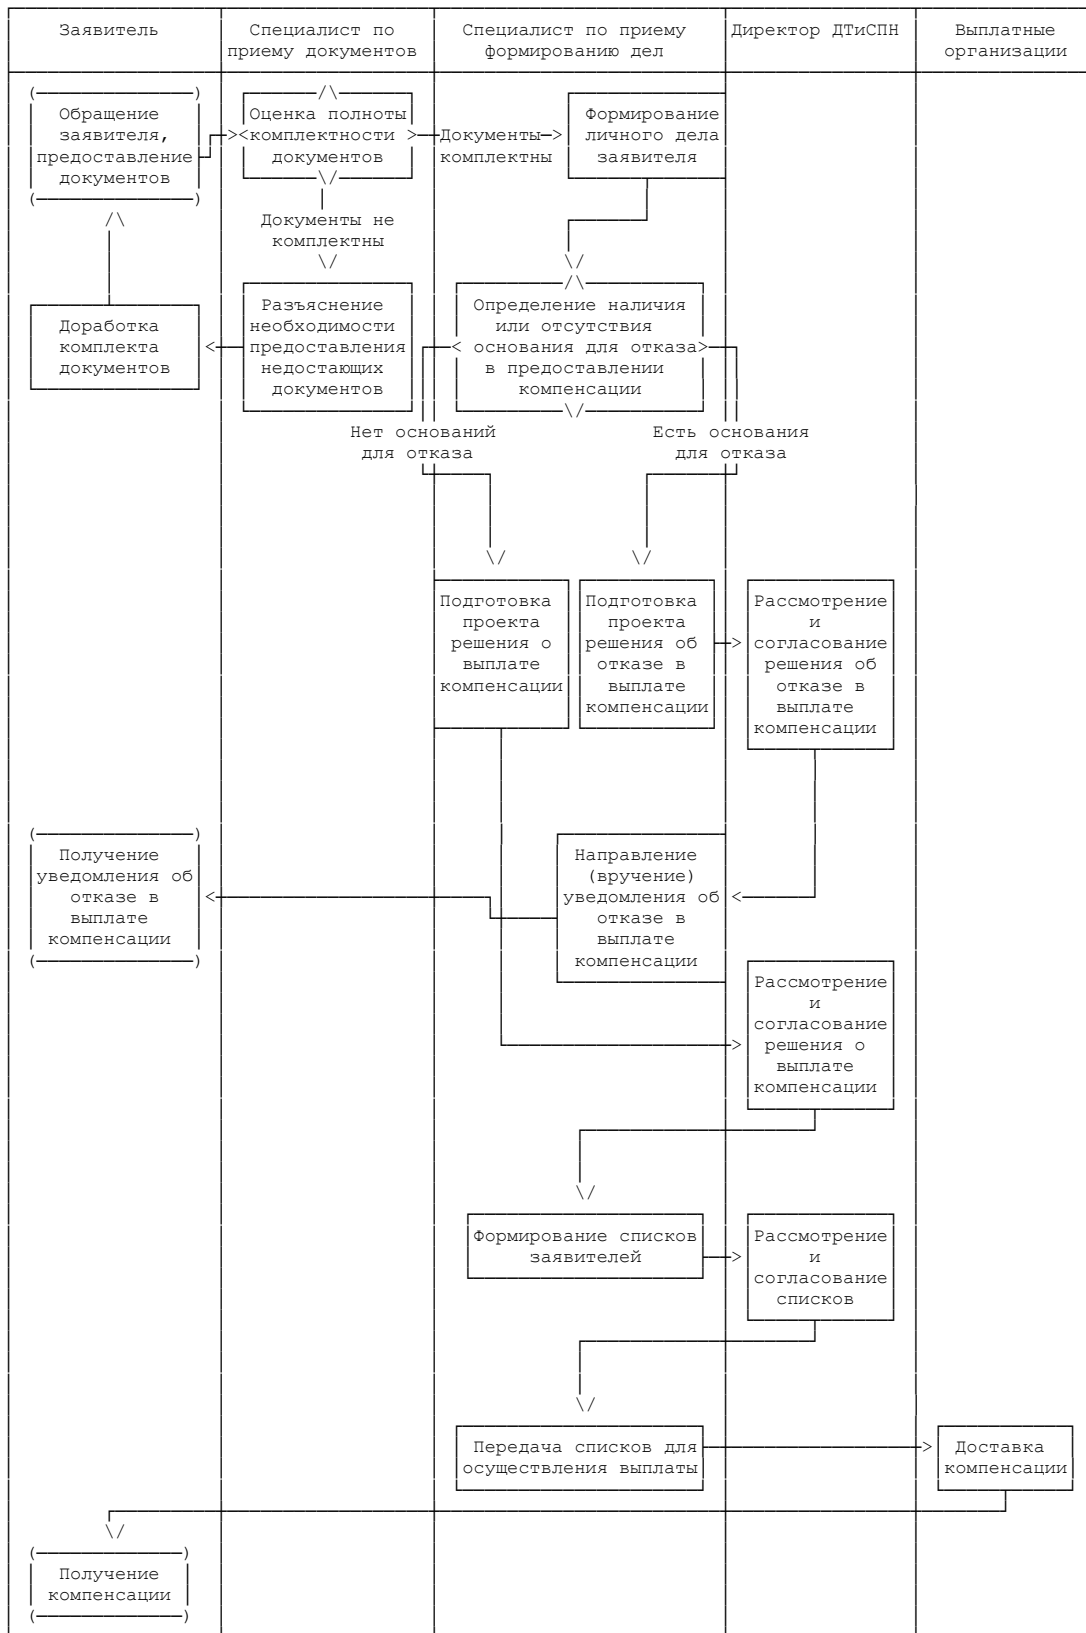 Заявитель
Специалист по
приему документов
Специалист по приему
формированию дел
Директор ДТиСПН
Выплатные
организации
Обращение
заявителя,
предоставление
документов
Оценка полноты
комплектности
документов
Документы
комплектны
Формирование
личного дела
заявителя
Документы не
комплектны
Доработка
комплекта
документов
Разъяснение
необходимости
предоставления
недостающих
документов
Определение наличия
или отсутствия
основания для отказа
в предоставлении
компенсации
Нет оснований
для отказа
Есть основания
для отказа
Подготовка
проекта
решения о
выплате
компенсации
Подготовка
проекта
решения об
отказе в
выплате
компенсации
Рассмотрение
и
согласование
решения об
отказе в
выплате
компенсации
Получение
уведомления об
отказе в
выплате
компенсации
Направление
(вручение)
уведомления об
отказе в
выплате
компенсации
Рассмотрение
и
согласование
решения о
выплате
компенсации
Формирование списков
заявителей
Рассмотрение
и
согласование
списков
Передача списков для
осуществления выплаты
Доставка
компенсации
Получение
компенсации